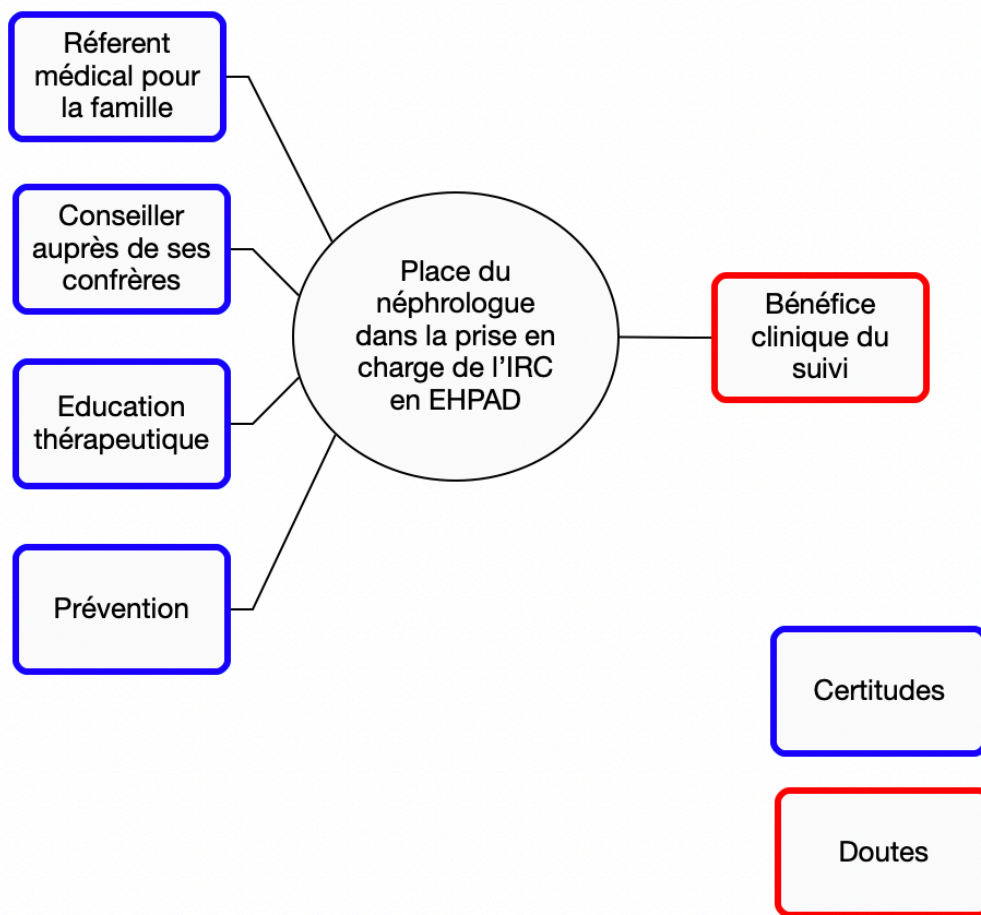 Réferent
médical pour
la famille
Conseiller
auprès de ses
confrères
Education
thérapeutique
Prévention
Place du
néphrologue
dans la prise en
charge de l'IRC
en EHPAD
Bénéfice
clinique du
suivi
Certitudes
Doutes